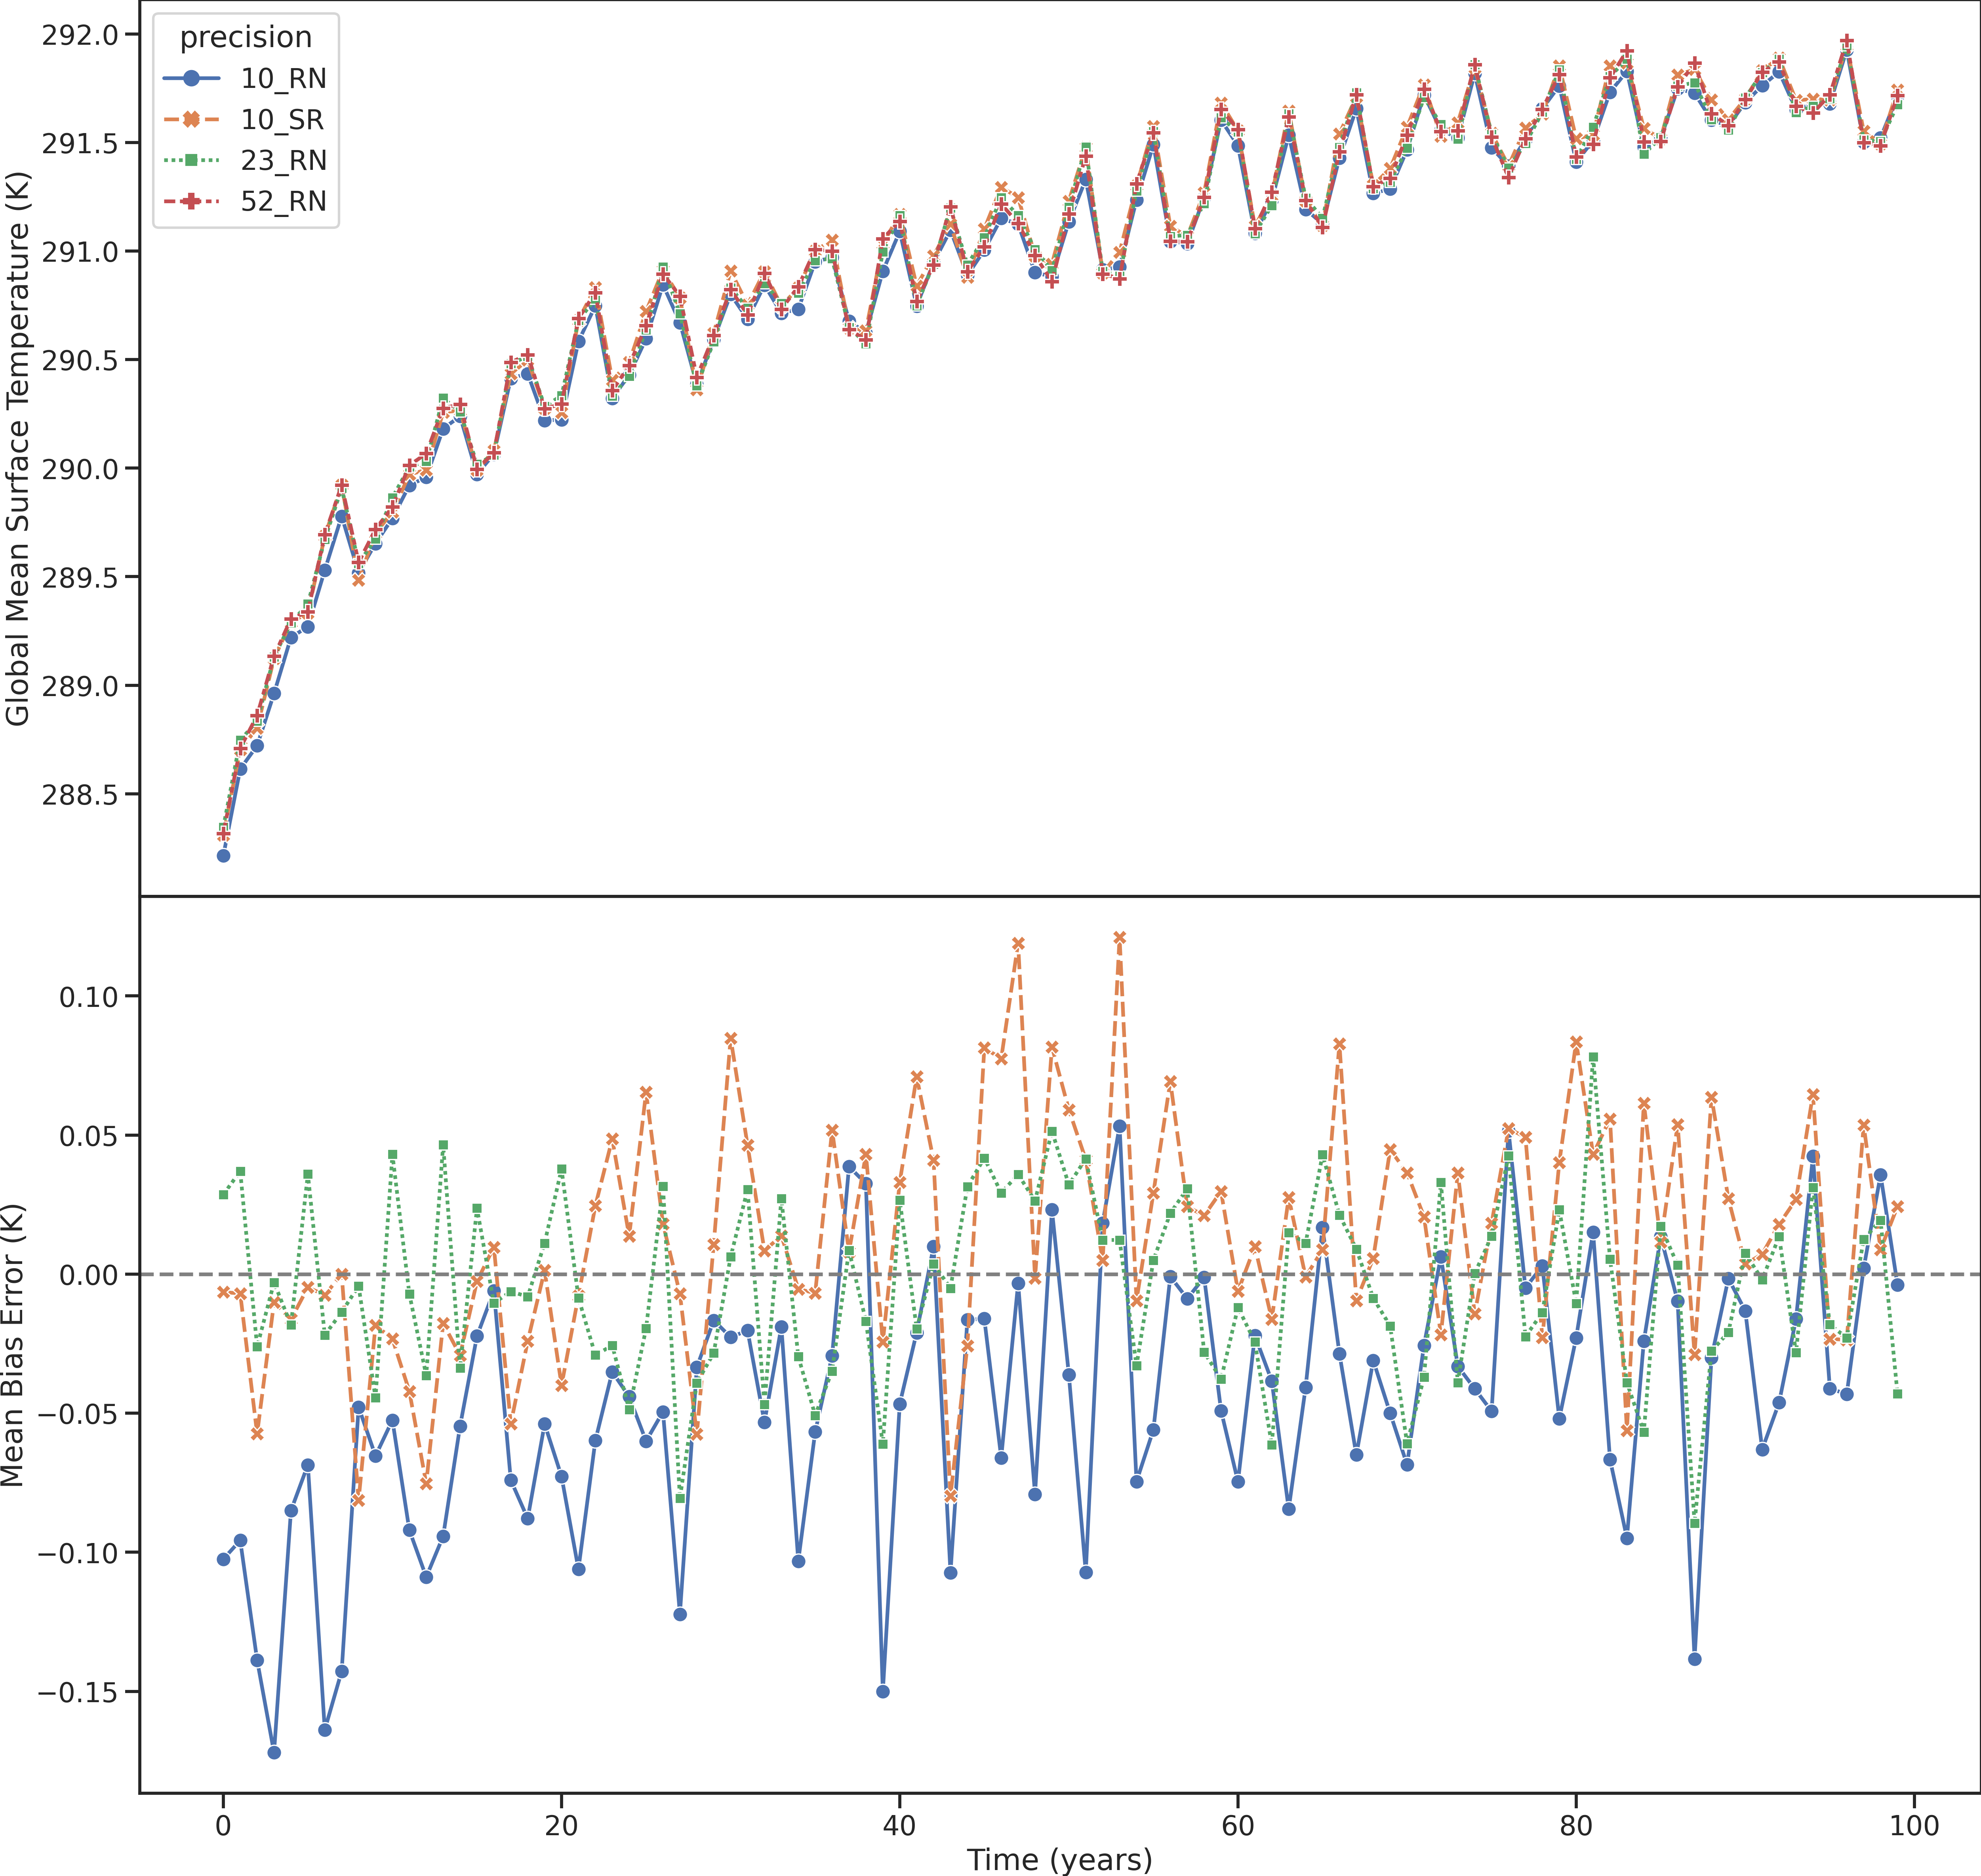 292.0
291.5
291.0
290.5
290.0
289.5
289.0
288.5
Global Mean Surface Temperature (K)
precision
10_RN
10_SR
23_RN
52_RN
0.10
0.05
0.00
−0.05
−0.10
−0.15
Mean Bias Error (K)
0 20 40 60 80 100
Time (years)